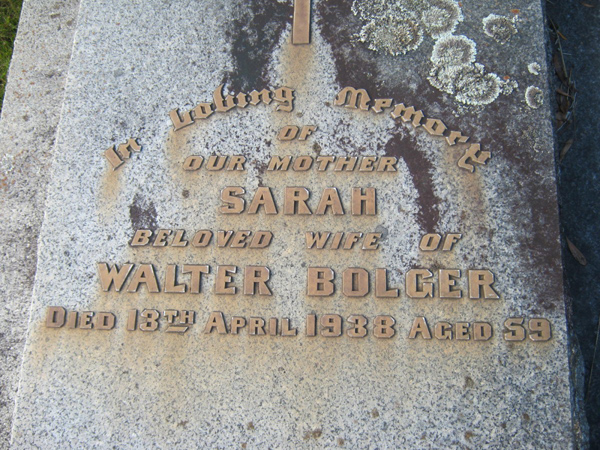 In Loving Memory
OF
OUR MOTHER
SARAH
BELOVED WIFE OF
WALTER BOLGER
DIED 13TH APRIL 1938 AGED 59